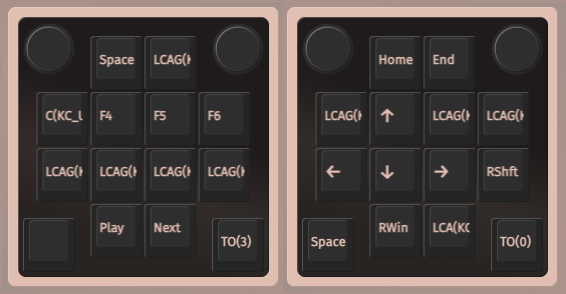 Space LCAG(K
C(KC_L F4 F5 F6
LCAG(K LCAG(K LCAG(K LCAG(K
Play Next
TO(3)
Home End
LCAG(K ↑ LCAG(K LCAG(K
← ↓ → RShft
RWin LCA(KC
Space TO(0)